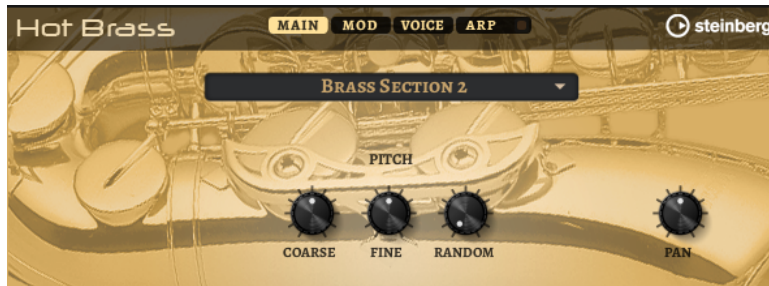 Hot Brass MAIN MOD VOICE ARP steinberg
BRASS SECTION 2
PITCH
COARSE FINE RANDOM PAN